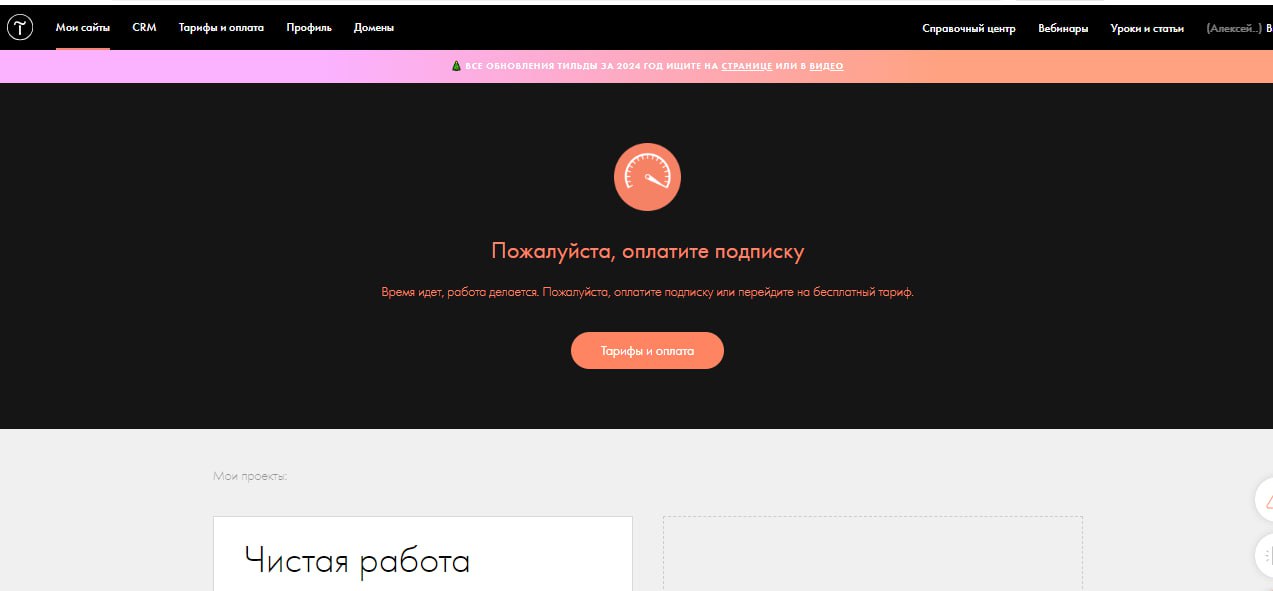 Мои сайты CRM Тарифы и оплата Профиль Домены Справочный центр Вебинары Уроки и статьи (Алексей..) В
ВСЕ ОБНОВЛЕНИЯ ТИЛЬДЫ ЗА 2024 ГОД ИЩИТЕ НА СТРАНИЦЕ ИЛИ В ВИДЕО
Пожалуйста, оплатите подписку
Время идет, работа делается. Пожалуйста, оплатите подписку или перейдите на бесплатный тариф.
Тарифы и оплата
Мои проекты:
Чистая работа